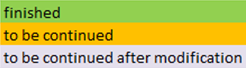 finished
to be continued
to be continued after modification